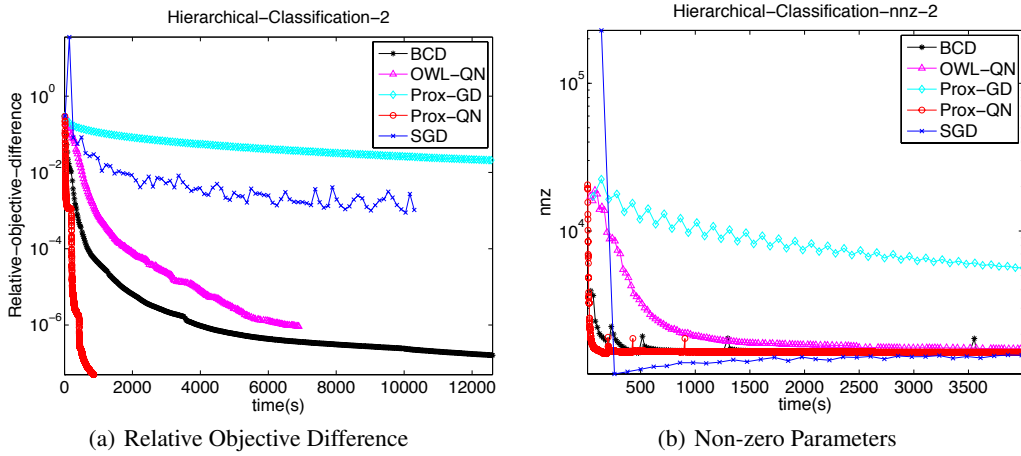 Hierarchical-Classification-2
Relative-objective-difference
10^0
10^-2
10^-4
10^-6
0 2000 4000 6000 8000 10000 12000
time(s)
BCD
OWL-QN
Prox-GD
Prox-QN
SGD
(a) Relative Objective Difference
Hierarchical-Classification-nnz-2
nnz
10^5
10^4
500 1000 1500 2000 2500 3000 3500
time(s)
BCD
OWL-QN
Prox-GD
Prox-QN
SGD
(b) Non-zero Parameters